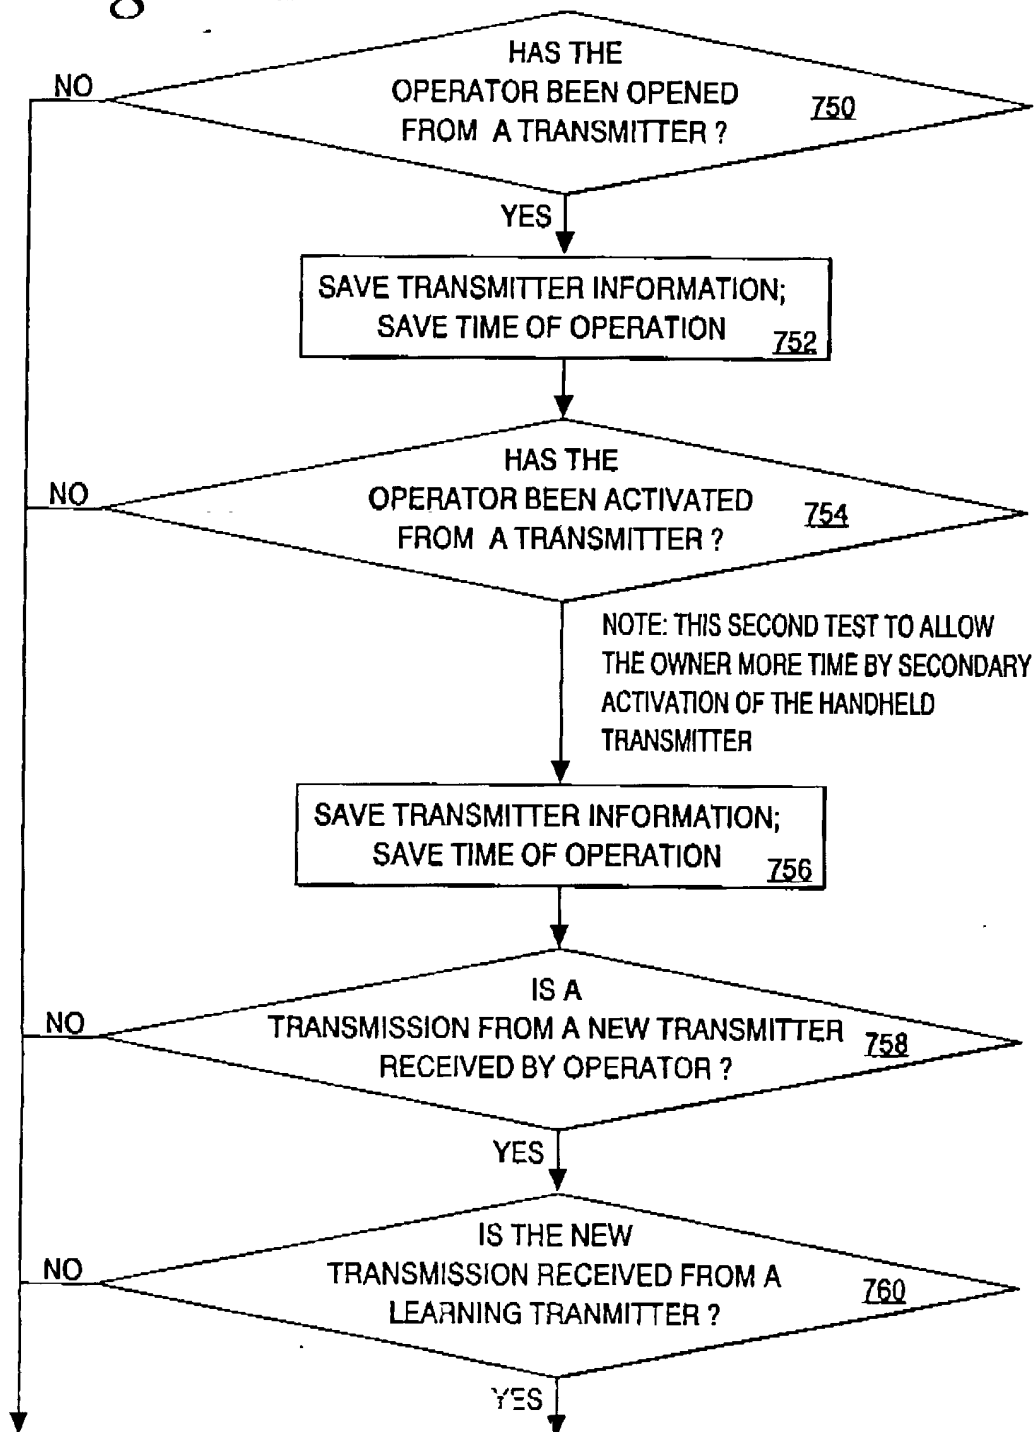 HAS THE
OPERATOR BEEN OPENED
FROM A TRANSMITTER ?
750
NO
YES
SAVE TRANSMITTER INFORMATION;
SAVE TIME OF OPERATION
752
HAS THE
OPERATOR BEEN ACTIVATED
FROM A TRANSMITTER ?
754
NO
NOTE: THIS SECOND TEST TO ALLOW
THE OWNER MORE TIME BY SECONDARY
ACTIVATION OF THE HANDHELD
TRANSMITTER
SAVE TRANSMITTER INFORMATION;
SAVE TIME OF OPERATION
756
IS A
TRANSMISSION FROM A NEW TRANSMITTER
RECEIVED BY OPERATOR ?
758
NO
YES
IS THE NEW
TRANSMISSION RECEIVED FROM A
LEARNING TRANMITTER ?
760
NO
YES